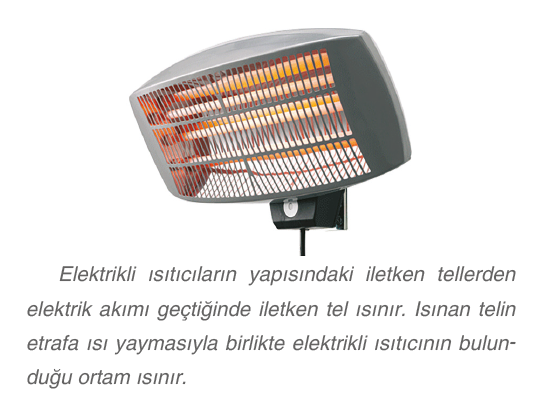 Elektrikli ısıtıcıların yapısındaki iletken tellerden
elektrik akımı geçtiğinde iletken tel ısınır. Isınan telin
etrafa ısı yaymasıyla birlikte elektrikli ısıtıcının bulun-
duğu ortam ısınır.